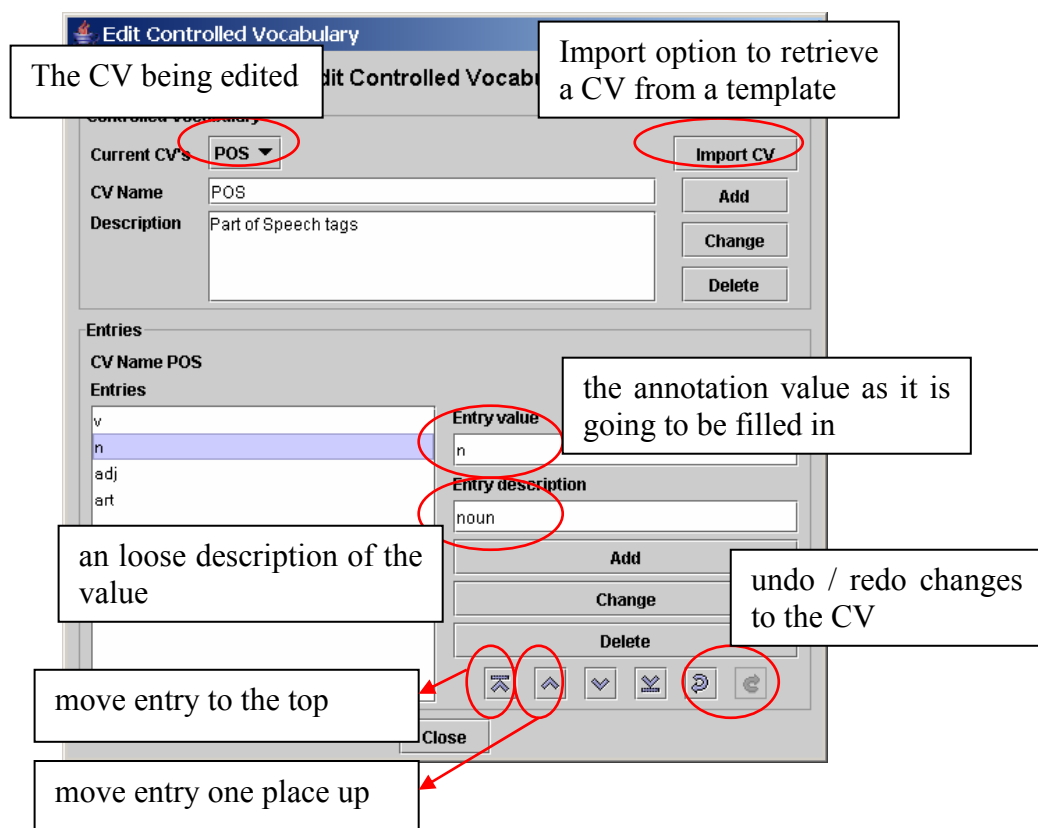 Edit Controlled Vocabulary
The CV being edited
Import option to retrieve
a CV from a template
dit Controlled Vocabu
Current CV's
POS
Import CV
CV Name
POS
Add
Description
Part of Speech tags
Change
Delete
Entries
CV Name POS
Entries
the annotation value as it is
going to be filled in
v
n
adj
art
Entry value
n
Entry description
noun
an loose description of the
value
Add
Change
Delete
undo / redo changes
to the CV
move entry to the top
Close
move entry one place up